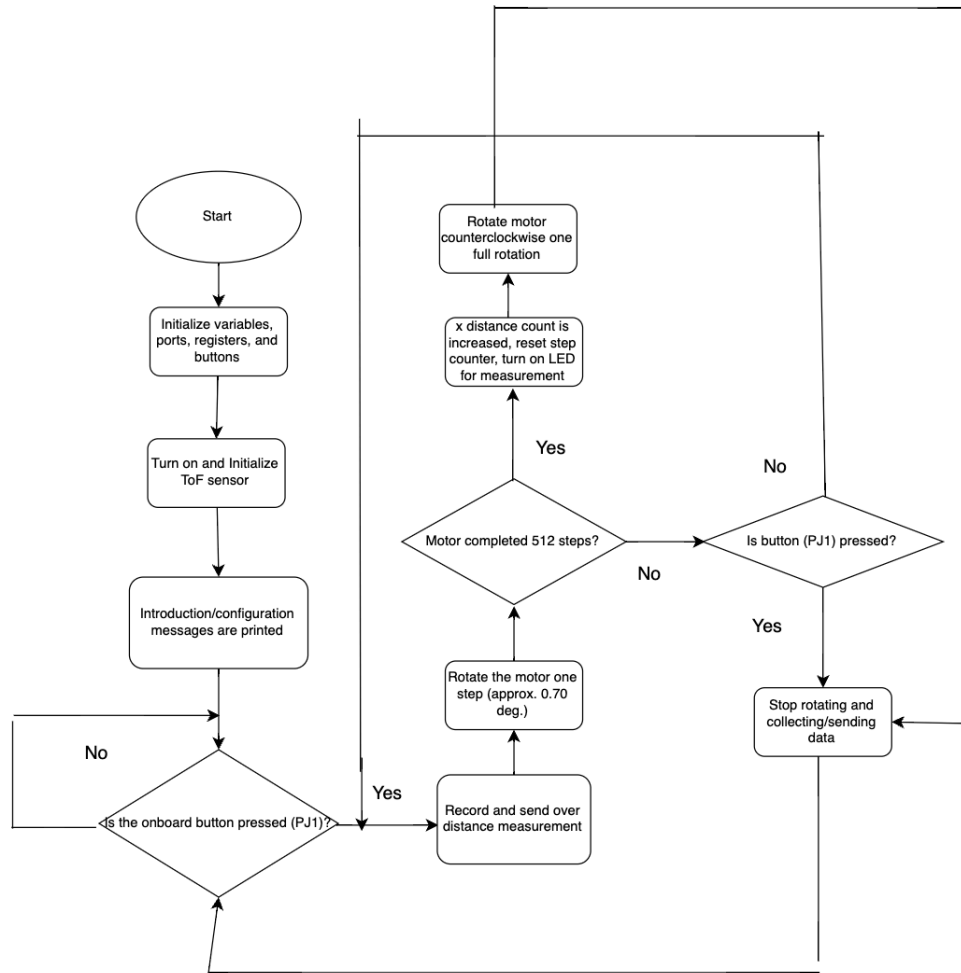 Start
Initialize variables,
ports, registers, and
buttons
Turn on and Initialize
ToF sensor
Introduction/configuration
messages are printed
No
Is the onboard button pressed (PJ1)?
Yes
Record and send over
distance measurement
Rotate the motor one
step (approx. 0.70
deg.)
Motor completed 512 steps?
Yes
x distance count is
increased, reset step
counter, turn on LED
for measurement
Rotate motor
counterclockwise one
full rotation
No
Is button (PJ1) pressed?
No
Yes
Stop rotating and
collecting/sending
data